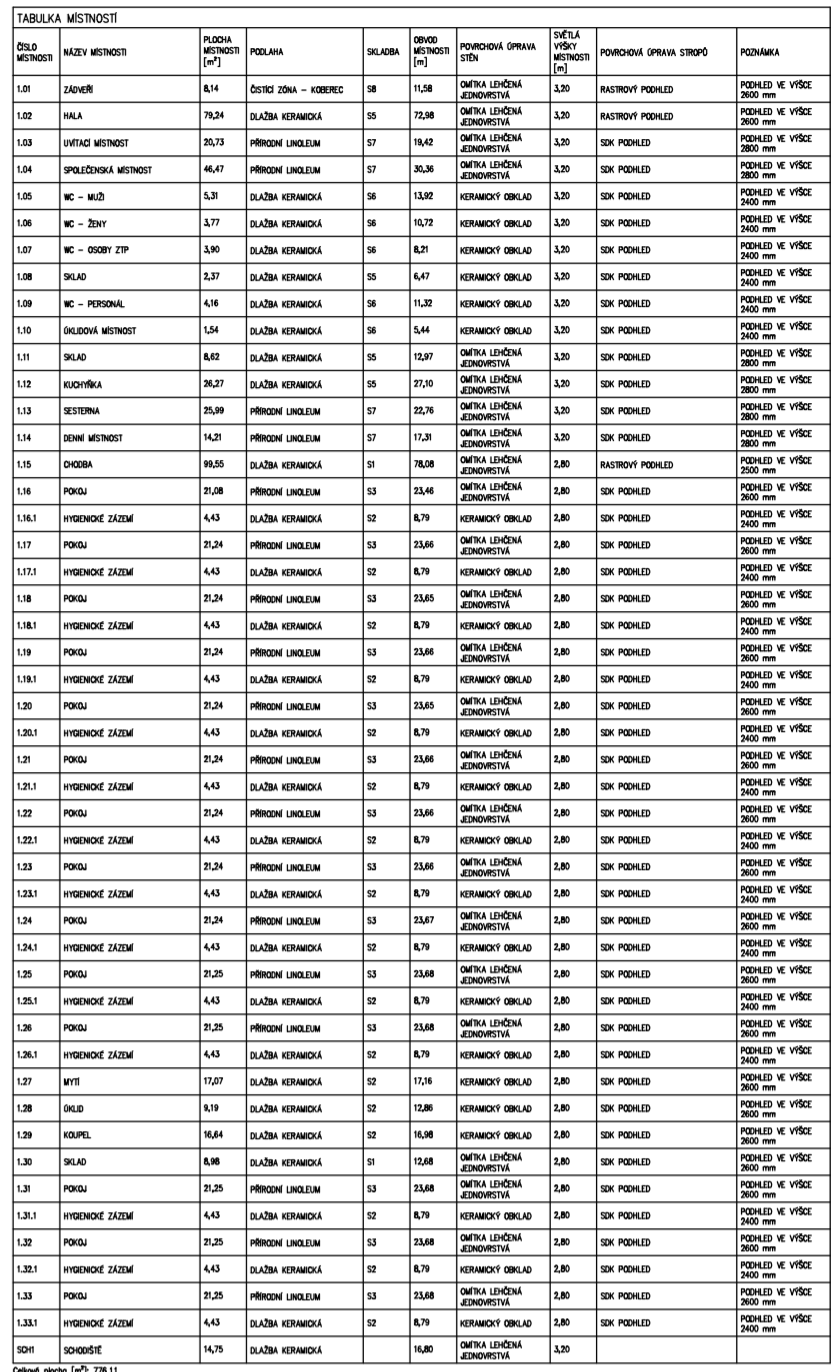 TABULKA MÍSTNOSTÍ
ČÍSLO MÍSTNOSTI NÁZEV MÍSTNOSTI PLOCHA MÍSTNOSTI [m²] PODLAHA SKLADBA OBVOD MÍSTNOSTI [m] POVRCHOVÁ ÚPRAVA STĚN SVĚTLÁ VÝŠKY MÍSTNOSTI [m] POVRCHOVÁ ÚPRAVA STROPŮ POZNÁMKA
1.01 ZÁDVEŘÍ 8,14 ČISTÍCÍ ZÓNA – KOBEREC S8 11,58 OMÍTKA LEHČENÁ JEDNOVRSTVÁ 3,20 RASTROVÝ PODHLED PODHLED VE VÝŠCE 2600 mm
1.02 HALA 79,24 DLAŽBA KERAMICKÁ S5 72,98 OMÍTKA LEHČENÁ JEDNOVRSTVÁ 3,20 RASTROVÝ PODHLED PODHLED VE VÝŠCE 2600 mm
1.03 UVÍTACÍ MÍSTNOST 20,73 PŘÍRODNÍ LINOLEUM S7 19,42 OMÍTKA LEHČENÁ JEDNOVRSTVÁ 3,20 SDK PODHLED PODHLED VE VÝŠCE 2800 mm
1.04 SPOLEČENSKÁ MÍSTNOST 46,47 PŘÍRODNÍ LINOLEUM S7 30,36 OMÍTKA LEHČENÁ JEDNOVRSTVÁ 3,20 SDK PODHLED PODHLED VE VÝŠCE 2800 mm
1.05 WC – MUŽI 5,31 DLAŽBA KERAMICKÁ S6 13,92 KERAMICKÝ OBKLAD 3,20 SDK PODHLED PODHLED VE VÝŠCE 2400 mm
1.06 WC – ŽENY 3,77 DLAŽBA KERAMICKÁ S6 10,72 KERAMICKÝ OBKLAD 3,20 SDK PODHLED PODHLED VE VÝŠCE 2400 mm
1.07 WC – OSOBY ZTP 3,90 DLAŽBA KERAMICKÁ S6 8,21 KERAMICKÝ OBKLAD 3,20 SDK PODHLED PODHLED VE VÝŠCE 2400 mm
1.08 SKLAD 2,37 DLAŽBA KERAMICKÁ S5 6,47 OMÍTKA LEHČENÁ JEDNOVRSTVÁ 3,20 SDK PODHLED PODHLED VE VÝŠCE 2400 mm
1.09 WC – PERSONÁL 4,16 DLAŽBA KERAMICKÁ S6 11,32 KERAMICKÝ OBKLAD 3,20 SDK PODHLED PODHLED VE VÝŠCE 2400 mm
1.10 ÚKLIDOVÁ MÍSTNOST 1,54 DLAŽBA KERAMICKÁ S6 5,44 KERAMICKÝ OBKLAD 3,20 SDK PODHLED PODHLED VE VÝŠCE 2400 mm
1.11 SKLAD 8,62 DLAŽBA KERAMICKÁ S5 12,97 OMÍTKA LEHČENÁ JEDNOVRSTVÁ 3,20 SDK PODHLED PODHLED VE VÝŠCE 2800 mm
1.12 KUCHYŇKA 26,27 DLAŽBA KERAMICKÁ S5 27,10 OMÍTKA LEHČENÁ JEDNOVRSTVÁ 3,20 SDK PODHLED PODHLED VE VÝŠCE 2800 mm
1.13 SESTERNA 25,99 PŘÍRODNÍ LINOLEUM S7 22,76 OMÍTKA LEHČENÁ JEDNOVRSTVÁ 3,20 SDK PODHLED PODHLED VE VÝŠCE 2800 mm
1.14 DENNÍ MÍSTNOST 14,21 PŘÍRODNÍ LINOLEUM S7 17,31 OMÍTKA LEHČENÁ JEDNOVRSTVÁ 3,20 SDK PODHLED PODHLED VE VÝŠCE 2800 mm
1.15 CHODBA 99,55 DLAŽBA KERAMICKÁ S1 78,08 OMÍTKA LEHČENÁ JEDNOVRSTVÁ 2,80 RASTROVÝ PODHLED PODHLED VE VÝŠCE 2500 mm
1.16 POKOJ 21,08 PŘÍRODNÍ LINOLEUM S3 23,46 OMÍTKA LEHČENÁ JEDNOVRSTVÁ 2,80 SDK PODHLED PODHLED VE VÝŠCE 2600 mm
1.16.1 HYGIENICKÉ ZÁZEMÍ 4,43 DLAŽBA KERAMICKÁ S2 8,79 KERAMICKÝ OBKLAD 2,80 SDK PODHLED PODHLED VE VÝŠCE 2400 mm
1.17 POKOJ 21,24 PŘÍRODNÍ LINOLEUM S3 23,66 OMÍTKA LEHČENÁ JEDNOVRSTVÁ 2,80 SDK PODHLED PODHLED VE VÝŠCE 2600 mm
1.17.1 HYGIENICKÉ ZÁZEMÍ 4,43 DLAŽBA KERAMICKÁ S2 8,79 KERAMICKÝ OBKLAD 2,80 SDK PODHLED PODHLED VE VÝŠCE 2400 mm
1.18 POKOJ 21,24 PŘÍRODNÍ LINOLEUM S3 23,65 OMÍTKA LEHČENÁ JEDNOVRSTVÁ 2,80 SDK PODHLED PODHLED VE VÝŠCE 2600 mm
1.18.1 HYGIENICKÉ ZÁZEMÍ 4,43 DLAŽBA KERAMICKÁ S2 8,79 KERAMICKÝ OBKLAD 2,80 SDK PODHLED PODHLED VE VÝŠCE 2400 mm
1.19 POKOJ 21,24 PŘÍRODNÍ LINOLEUM S3 23,66 OMÍTKA LEHČENÁ JEDNOVRSTVÁ 2,80 SDK PODHLED PODHLED VE VÝŠCE 2600 mm
1.19.1 HYGIENICKÉ ZÁZEMÍ 4,43 DLAŽBA KERAMICKÁ S2 8,79 KERAMICKÝ OBKLAD 2,80 SDK PODHLED PODHLED VE VÝŠCE 2400 mm
1.20 POKOJ 21,24 PŘÍRODNÍ LINOLEUM S3 23,65 OMÍTKA LEHČENÁ JEDNOVRSTVÁ 2,80 SDK PODHLED PODHLED VE VÝŠCE 2600 mm
1.20.1 HYGIENICKÉ ZÁZEMÍ 4,43 DLAŽBA KERAMICKÁ S2 8,79 KERAMICKÝ OBKLAD 2,80 SDK PODHLED PODHLED VE VÝŠCE 2400 mm
1.21 POKOJ 21,24 PŘÍRODNÍ LINOLEUM S3 23,66 OMÍTKA LEHČENÁ JEDNOVRSTVÁ 2,80 SDK PODHLED PODHLED VE VÝŠCE 2600 mm
1.21.1 HYGIENICKÉ ZÁZEMÍ 4,43 DLAŽBA KERAMICKÁ S2 8,79 KERAMICKÝ OBKLAD 2,80 SDK PODHLED PODHLED VE VÝŠCE 2400 mm
1.22 POKOJ 21,24 PŘÍRODNÍ LINOLEUM S3 23,66 OMÍTKA LEHČENÁ JEDNOVRSTVÁ 2,80 SDK PODHLED PODHLED VE VÝŠCE 2600 mm
1.22.1 HYGIENICKÉ ZÁZEMÍ 4,43 DLAŽBA KERAMICKÁ S2 8,79 KERAMICKÝ OBKLAD 2,80 SDK PODHLED PODHLED VE VÝŠCE 2400 mm
1.23 POKOJ 21,24 PŘÍRODNÍ LINOLEUM S3 23,66 OMÍTKA LEHČENÁ JEDNOVRSTVÁ 2,80 SDK PODHLED PODHLED VE VÝŠCE 2600 mm
1.23.1 HYGIENICKÉ ZÁZEMÍ 4,43 DLAŽBA KERAMICKÁ S2 8,79 KERAMICKÝ OBKLAD 2,80 SDK PODHLED PODHLED VE VÝŠCE 2400 mm
1.24 POKOJ 21,24 PŘÍRODNÍ LINOLEUM S3 23,67 OMÍTKA LEHČENÁ JEDNOVRSTVÁ 2,80 SDK PODHLED PODHLED VE VÝŠCE 2600 mm
1.24.1 HYGIENICKÉ ZÁZEMÍ 4,43 DLAŽBA KERAMICKÁ S2 8,79 KERAMICKÝ OBKLAD 2,80 SDK PODHLED PODHLED VE VÝŠCE 2400 mm
1.25 POKOJ 21,25 PŘÍRODNÍ LINOLEUM S3 23,68 OMÍTKA LEHČENÁ JEDNOVRSTVÁ 2,80 SDK PODHLED PODHLED VE VÝŠCE 2600 mm
1.25.1 HYGIENICKÉ ZÁZEMÍ 4,43 DLAŽBA KERAMICKÁ S2 8,79 KERAMICKÝ OBKLAD 2,80 SDK PODHLED PODHLED VE VÝŠCE 2400 mm
1.26 POKOJ 21,25 PŘÍRODNÍ LINOLEUM S3 23,68 OMÍTKA LEHČENÁ JEDNOVRSTVÁ 2,80 SDK PODHLED PODHLED VE VÝŠCE 2600 mm
1.26.1 HYGIENICKÉ ZÁZEMÍ 4,43 DLAŽBA KERAMICKÁ S2 8,79 KERAMICKÝ OBKLAD 2,80 SDK PODHLED PODHLED VE VÝŠCE 2400 mm
1.27 MYTÍ 17,07 DLAŽBA KERAMICKÁ S2 17,16 KERAMICKÝ OBKLAD 2,80 SDK PODHLED PODHLED VE VÝŠCE 2600 mm
1.28 ÚKLID 9,19 DLAŽBA KERAMICKÁ S2 12,86 KERAMICKÝ OBKLAD 2,80 SDK PODHLED PODHLED VE VÝŠCE 2600 mm
1.29 KOUPEL 16,64 DLAŽBA KERAMICKÁ S2 16,98 KERAMICKÝ OBKLAD 2,80 SDK PODHLED PODHLED VE VÝŠCE 2600 mm
1.30 SKLAD 8,98 DLAŽBA KERAMICKÁ S1 12,68 OMÍTKA LEHČENÁ JEDNOVRSTVÁ 2,80 SDK PODHLED PODHLED VE VÝŠCE 2600 mm
1.31 POKOJ 21,25 PŘÍRODNÍ LINOLEUM S3 23,68 OMÍTKA LEHČENÁ JEDNOVRSTVÁ 2,80 SDK PODHLED PODHLED VE VÝŠCE 2600 mm
1.31.1 HYGIENICKÉ ZÁZEMÍ 4,43 DLAŽBA KERAMICKÁ S2 8,79 KERAMICKÝ OBKLAD 2,80 SDK PODHLED PODHLED VE VÝŠCE 2400 mm
1.32 POKOJ 21,25 PŘÍRODNÍ LINOLEUM S3 23,68 OMÍTKA LEHČENÁ JEDNOVRSTVÁ 2,80 SDK PODHLED PODHLED VE VÝŠCE 2600 mm
1.32.1 HYGIENICKÉ ZÁZEMÍ 4,43 DLAŽBA KERAMICKÁ S2 8,79 KERAMICKÝ OBKLAD 2,80 SDK PODHLED PODHLED VE VÝŠCE 2400 mm
1.33 POKOJ 21,25 PŘÍRODNÍ LINOLEUM S3 23,68 OMÍTKA LEHČENÁ JEDNOVRSTVÁ 2,80 SDK PODHLED PODHLED VE VÝŠCE 2600 mm
1.33.1 HYGIENICKÉ ZÁZEMÍ 4,43 DLAŽBA KERAMICKÁ S2 8,79 KERAMICKÝ OBKLAD 2,80 SDK PODHLED PODHLED VE VÝŠCE 2400 mm
SCH1 SCHODIŠTĚ 14,75 DLAŽBA KERAMICKÁ 16,80 OMÍTKA LEHČENÁ JEDNOVRSTVÁ 3,20
Celková plocha [m²]: 776,11